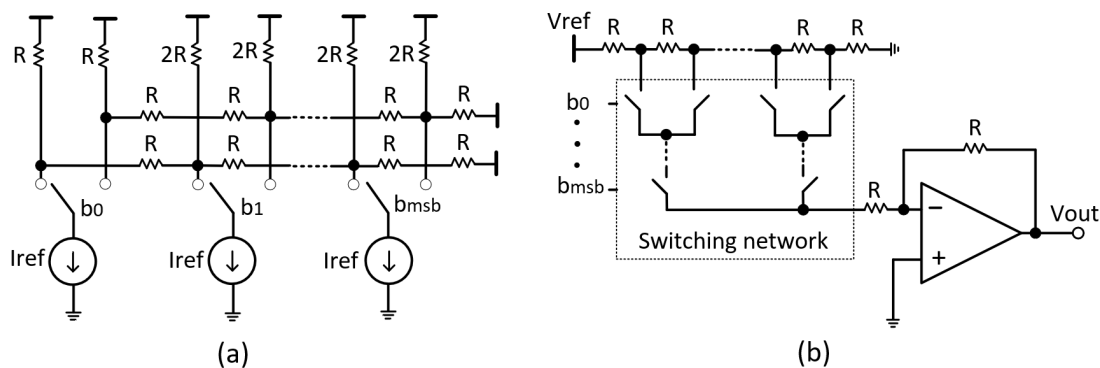 R R 2R 2R 2R 2R
R R R R
R R R R
b0 b1 bmsb
Iref Iref Iref
(a)
Vref R R R R
b0
bmsb
R
R
Switching network
−
+
Vout
(b)